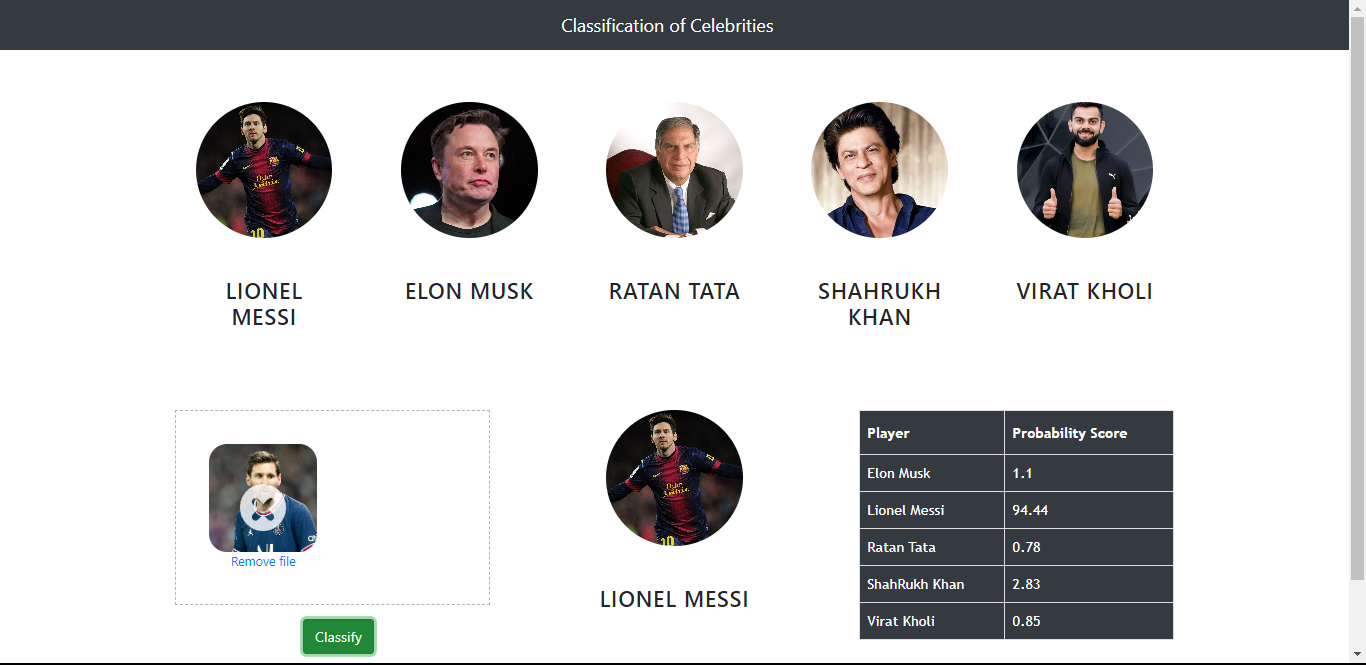 Classification of Celebrities
LIONEL
MESSI
ELON MUSK
RATAN TATA
SHAHRUKH
KHAN
VIRAT KHOLI
Remove file
Classify
LIONEL MESSI
Player Probability Score
Elon Musk 1.1
Lionel Messi 94.44
Ratan Tata 0.78
ShahRukh Khan 2.83
Virat Kholi 0.85